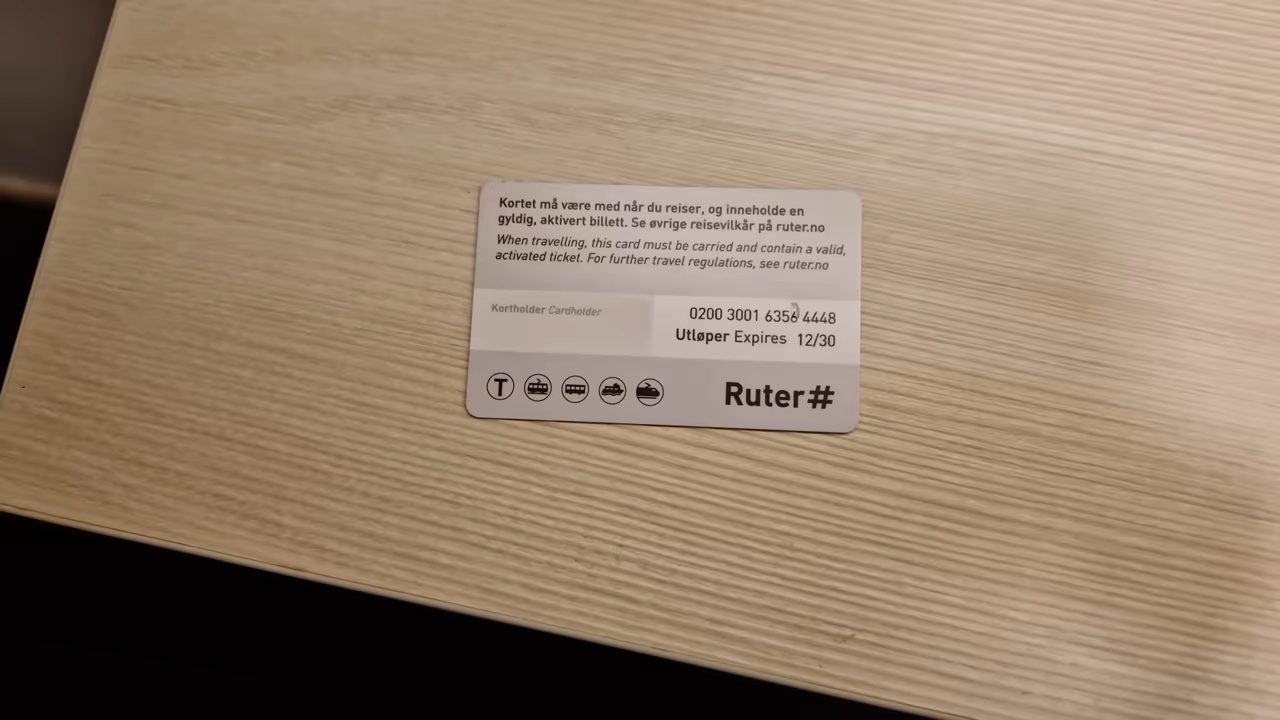 Kortet må være med når du reiser, og inneholde en
gyldig, aktivert billett. Se øvrige reisevilkår på ruter.no
When travelling, this card must be carried and contain a valid,
activated ticket. For further travel regulations, see ruter.no
Kortholder Cardholder
0200 3001 6356 4448
Utløper Expires 12/30
T
Ruter#